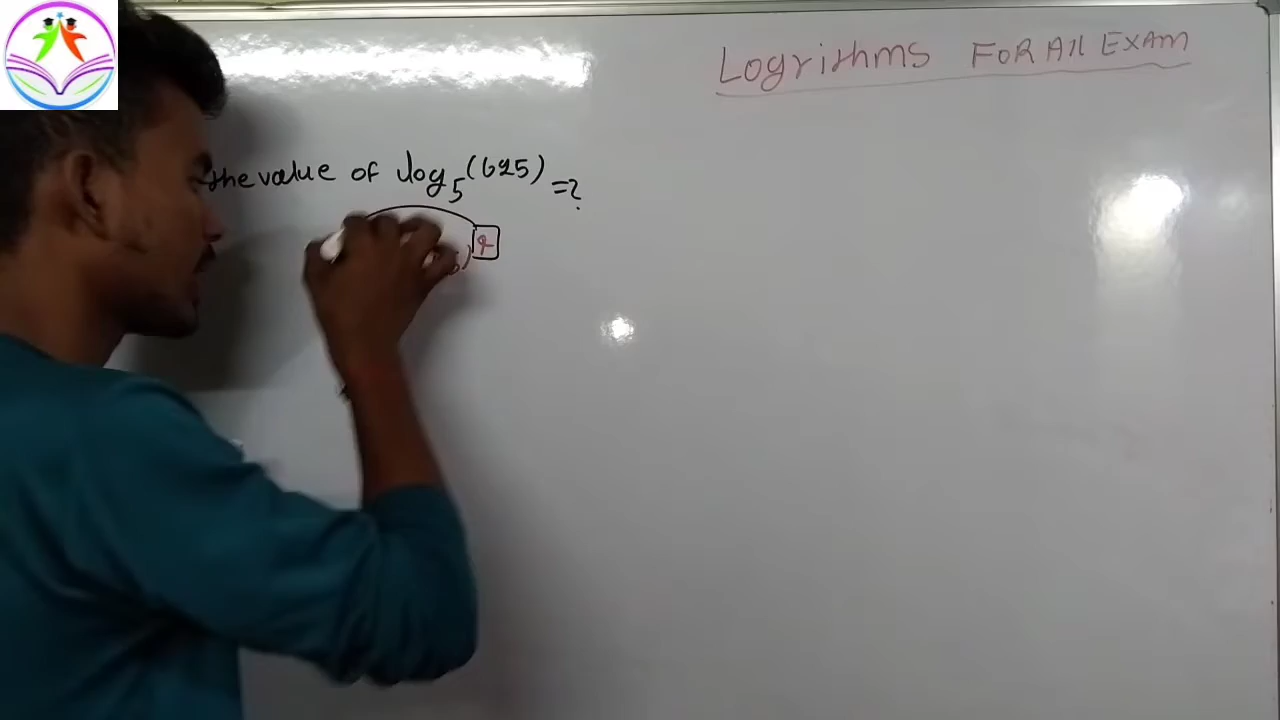 Logrithms FOR All EXAM
the value of log₅(625) = ?